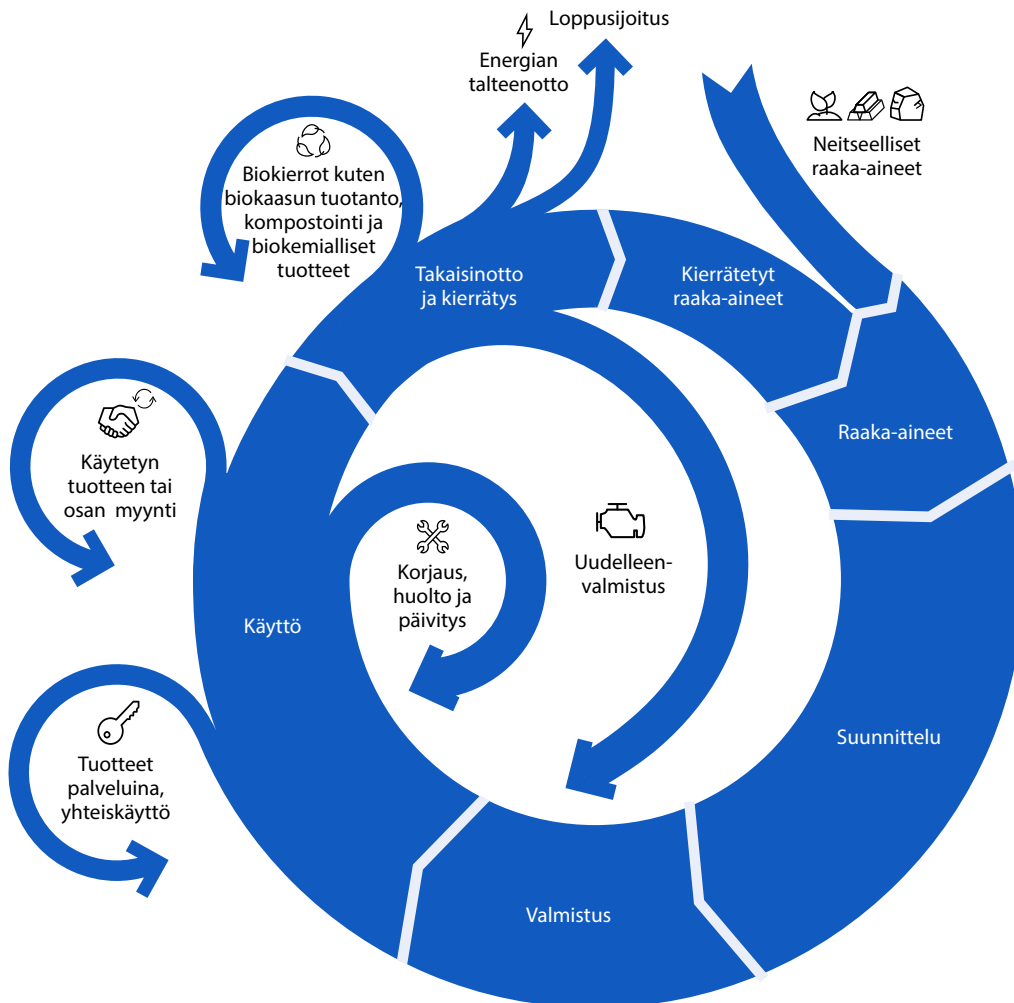 Loppusijoitus
Energian
talteenotto
Neitseelliset
raaka-aineet
Biokierrot kuten
biokaasun tuotanto,
kompostointi ja
biokemialliset
tuotteet
Takaisinotto
ja kierrätys
Kierrätetyt
raaka-aineet
Raaka-aineet
Käytetyn
tuotteen tai
osan myynti
Korjaus,
huolto ja
päivitys
Uudelleen-
valmistus
Käyttö
Suunnittelu
Tuotteet
palveluina,
yhteiskäyttö
Valmistus